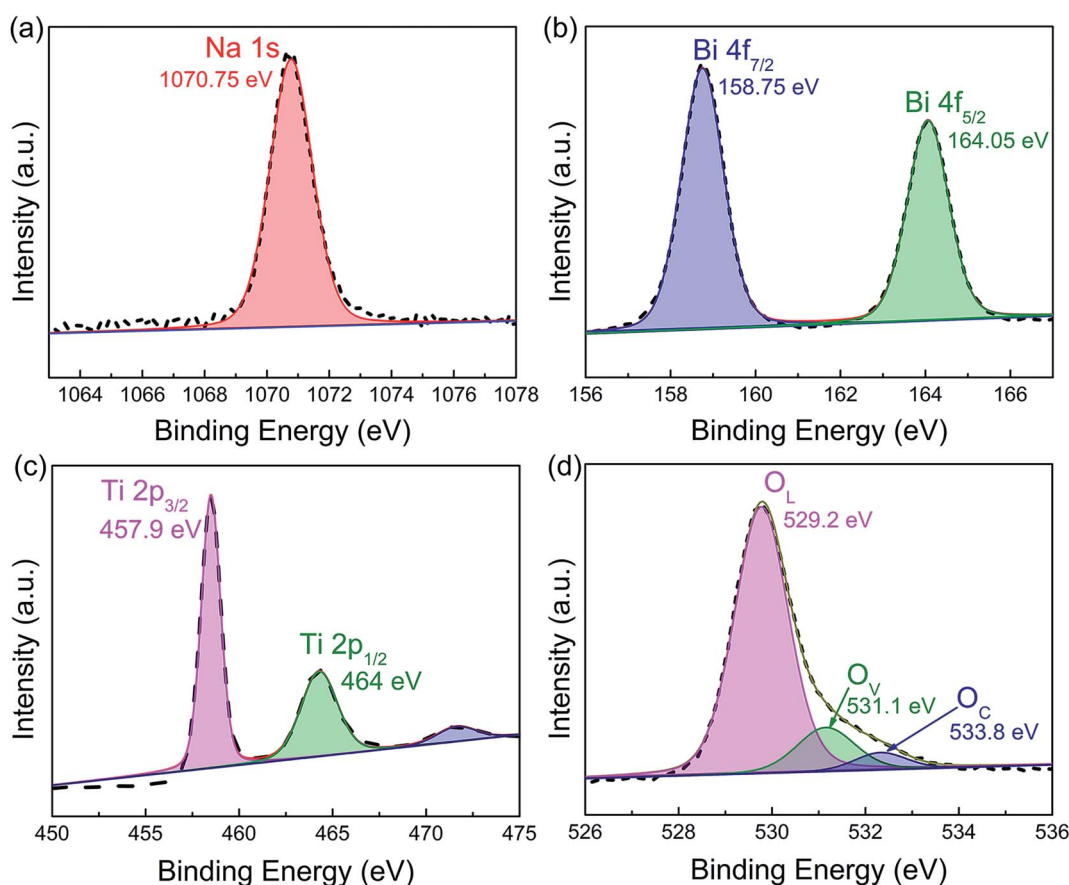 (a)
Na 1s
1070.75 eV
Intensity (a.u.)
1064 1066 1068 1070 1072 1074 1076 1078
Binding Energy (eV)
(b)
Bi 4f7/2
158.75 eV
Bi 4f5/2
164.05 eV
Intensity (a.u.)
156 158 160 162 164 166
Binding Energy (eV)
(c)
Ti 2p3/2
457.9 eV
Ti 2p1/2
464 eV
Intensity (a.u.)
450 455 460 465 470 475
Binding Energy (eV)
(d)
OL
529.2 eV
OV
531.1 eV
OC
533.8 eV
Intensity (a.u.)
526 528 530 532 534 536
Binding Energy (eV)